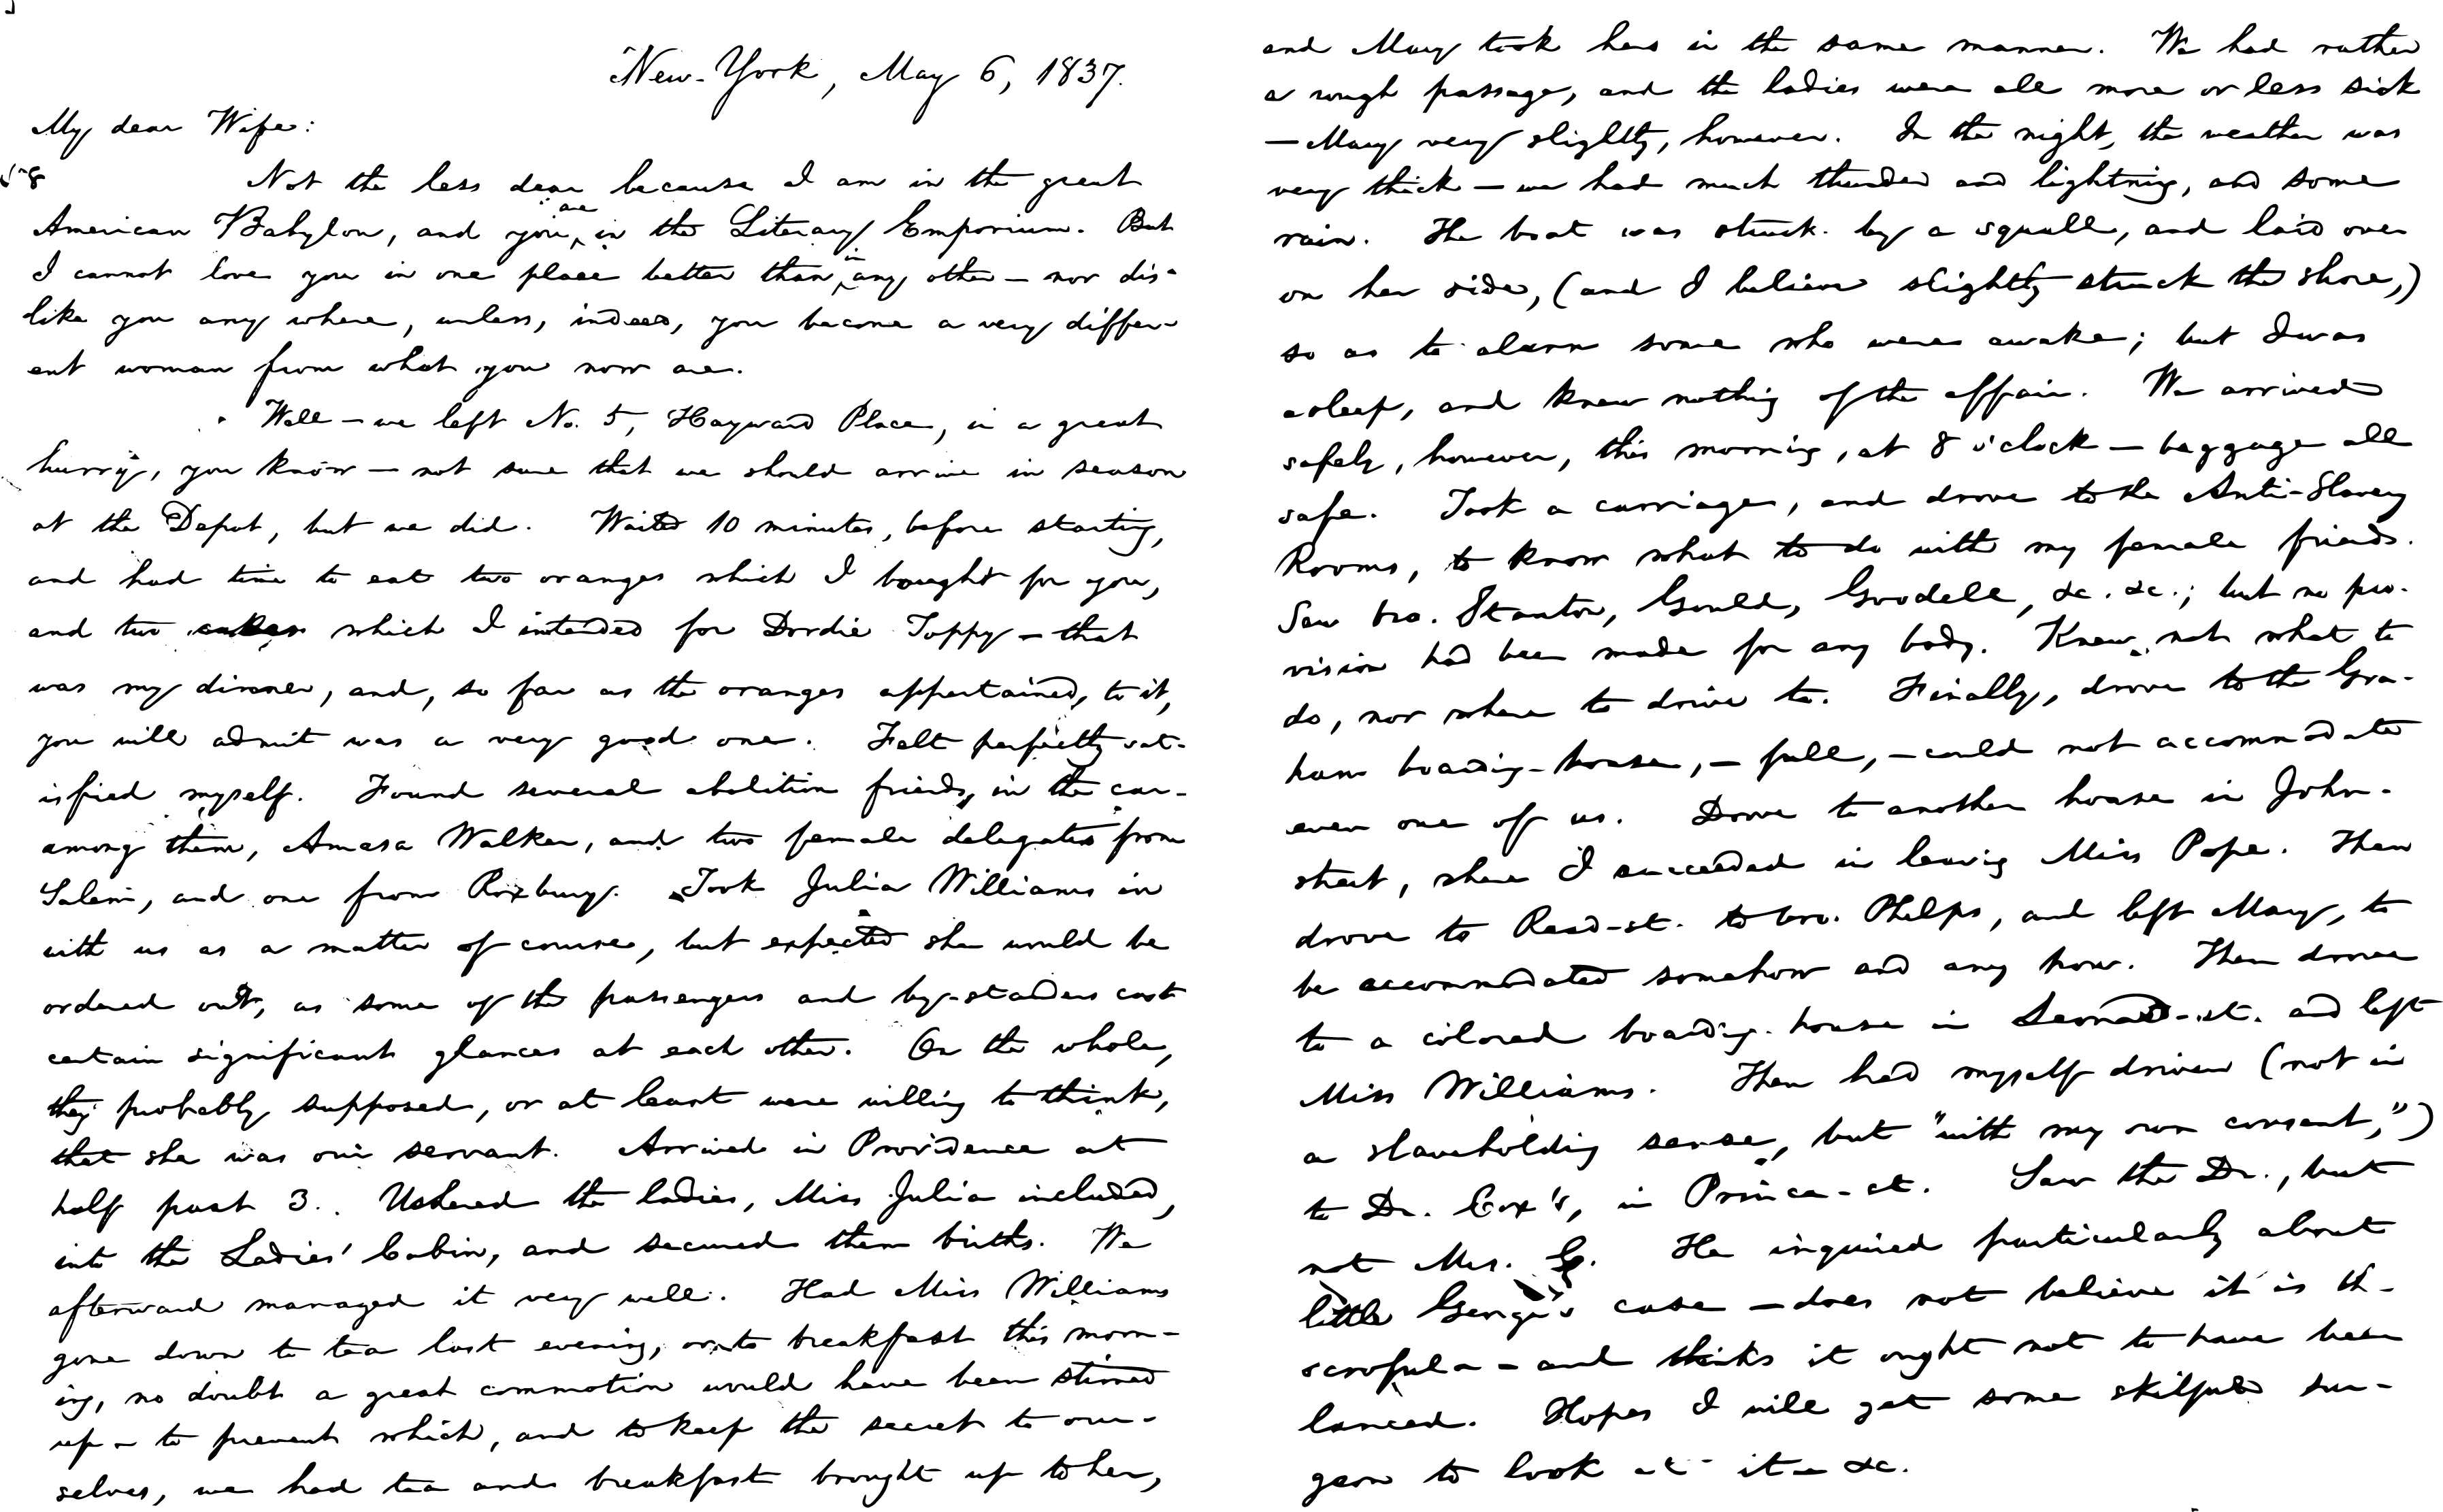 New-York, May 6, 1837.
My dear Wife:
Not the less dear because I am in the great
American Babylon, and you are in the Literary Emporium. But
I cannot love you in one place better than in any other — nor dis-
like you any where, unless, indeed, you become a very differ-
ent woman from what you now are.
Well — we left No. 5, Hayward Place, in a great
hurry, you know — not sure that we should arrive in season
at the Depot, but we did. Waited 10 minutes, before starting,
and had time to eat two oranges which I bought for you,
and two cakes which I intended for Dordie Toppy — that
was my dinner, and, so far as the oranges appertained, to it,
you will admit was a very good one. Felt perfectly sat-
isfied myself. Found several abolition friends, in the car —
among them, Amasa Walker, and two female delegates from
Salem, and one from Roxbury. Took Julia Williams in
with us as a matter of course, but expected she would be
ordered out, as some of the passengers and by-standers cast
certain significant glances at each other. On the whole,
they probably supposed, or at least were willing to think,
that she was our servant. Arrived in Providence at
half past 3. Ushered the ladies, Miss Julia included,
into the Ladies' Cabin, and secured them births. We
afterward managed it very well. Had Miss Williams
gone down to tea last evening, or to breakfast this morn-
ing, no doubt a great commotion would have been stirred
up — to prevent which, and to keep the secret to our-
selves, we had tea and breakfast brought up to her,
and Mary took hers in the same manner. We had rather
a rough passage, and the ladies were all more or less sick
— Mary very slightly, however. In the night, the weather was
very thick — we had much thunder and lightning, and some
rain. The boat was struck by a squall, and laid over
on her side, (and I believe slightly struck the shore,)
so as to alarm some who were awake; but I was
asleep, and knew nothing of the affair. We arrived
safely, however, this morning, at 8 o'clock — baggage all
safe. Took a carriage, and drove to the Anti-Slavery
Rooms, to know what to do with my female friends.
Saw bro. Stanton, Gould, Goodell, &c. &c.; but no pro-
vision had been made for any body. Knew not what to
do, nor where to drive to. Finally, drove to the Gra-
ham boarding-house, — full, — could not accommodate
even one of us. Drove to another house in John-
street, where I succeeded in leaving Miss Pope. Then
drove to Read-st. to bro. Phelps, and left Mary, to
be accommodated somehow and any how. Then drove
to a colored boarding-house in Leonard-st. and left
Miss Williams. Then had myself driven (not in
a slaveholding sense, but "with my own consent,")
to Dr. Cox's, in Prince-st. Saw the Dr., but
not Mrs. C. He inquired particularly about
little George's case — does not believe it is th-
scrofula — and thinks it ought not to have been
lanced. Hopes I will get some skilful sur-
geon to look at it — &c.